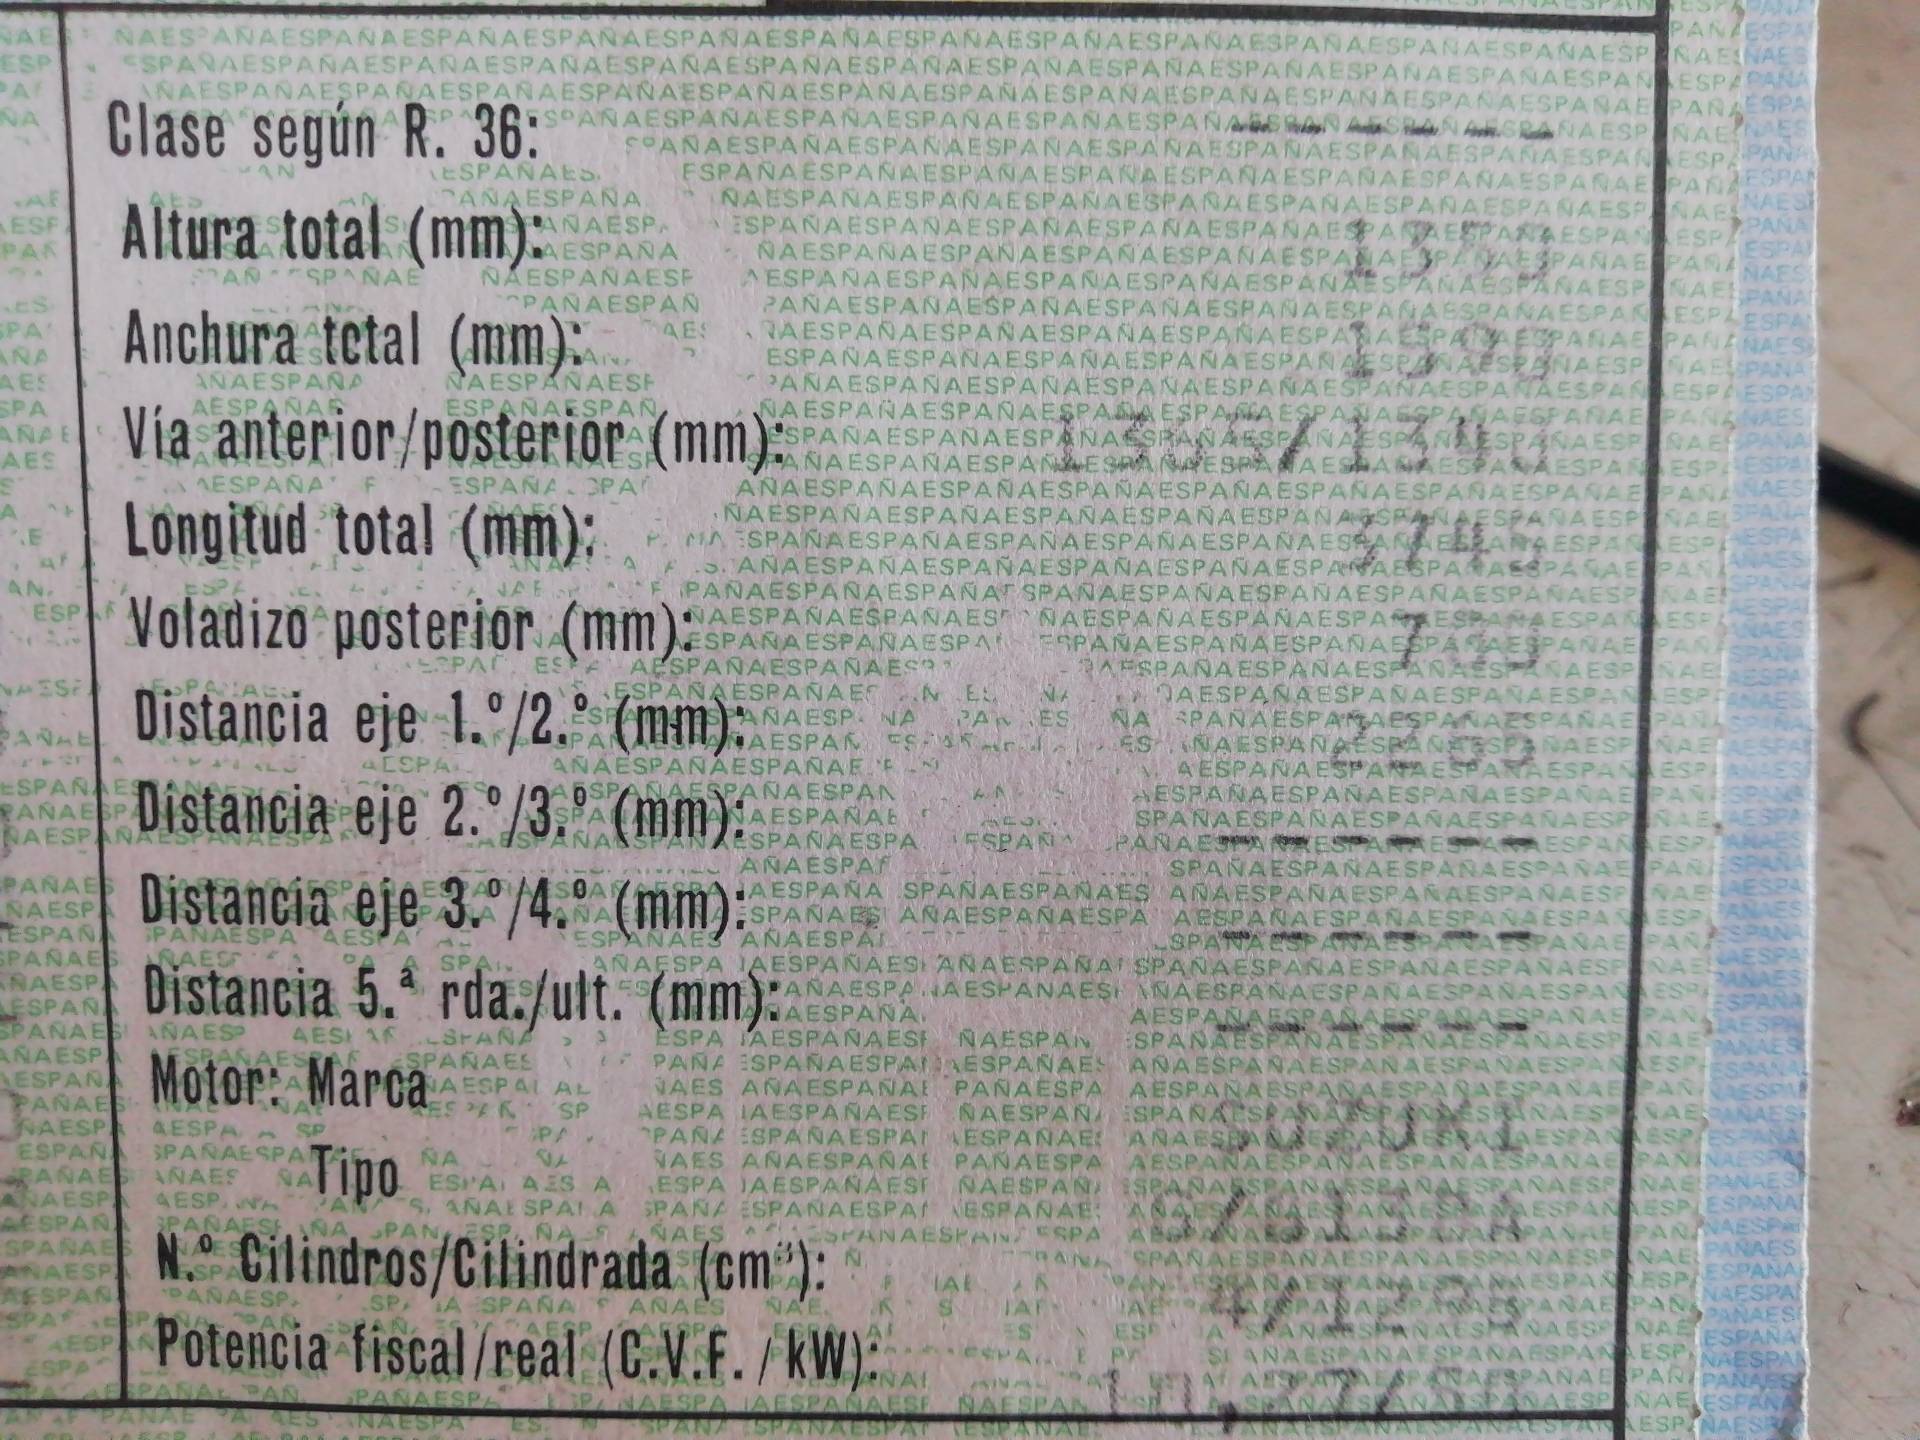 Clase según R. 36: ------
Altura total (mm):
Anchura total (mm): 1590
Vía anterior/posterior (mm): 1365/1340
Longitud total (mm): 3745
Voladizo posterior (mm):
Distancia eje 1.º/2.º (mm): 2265
Distancia eje 2.º/3.º (mm): ------
Distancia eje 3.º/4.º (mm): ------
Distancia 5.ª rda./ult. (mm): ------
Motor: Marca SUZUKI
Tipo
N.º Cilindros/Cilindrada (cm³): 4/1298
Potencia fiscal/real (C.V.F. / kW):